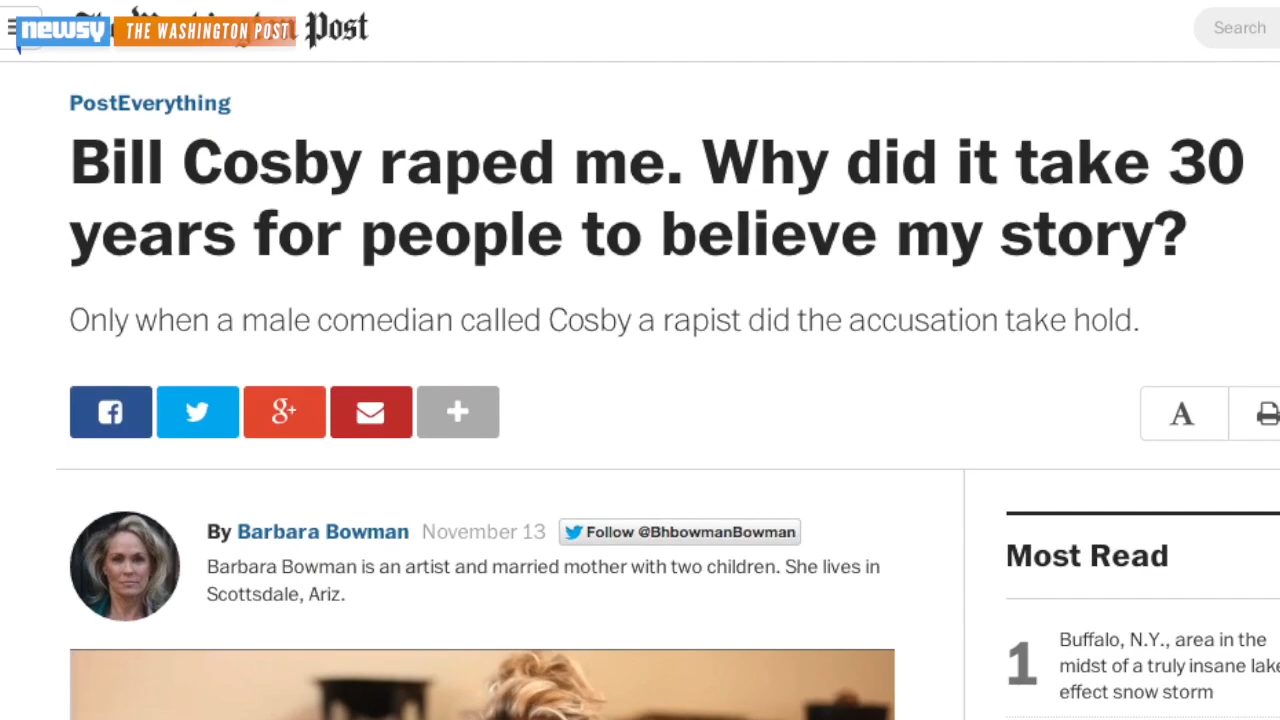 newsy THE WASHINGTON POST Post
Search
PostEverything
Bill Cosby raped me. Why did it take 30
years for people to believe my story?
Only when a male comedian called Cosby a rapist did the accusation take hold.
g+ A
By Barbara Bowman November 13 Follow @BhbowmanBowman
Barbara Bowman is an artist and married mother with two children. She lives in
Scottsdale, Ariz.
Most Read
1
Buffalo, N.Y., area in the
midst of a truly insane lake
effect snow storm